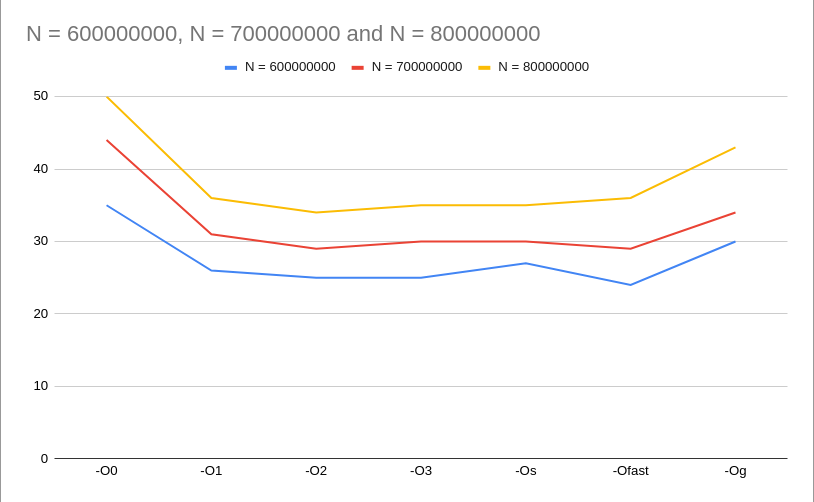 N = 600000000, N = 700000000 and N = 800000000
N = 600000000 N = 700000000 N = 800000000
50
40
30
20
10
0
-O0 -O1 -O2 -O3 -Os -Ofast -Og